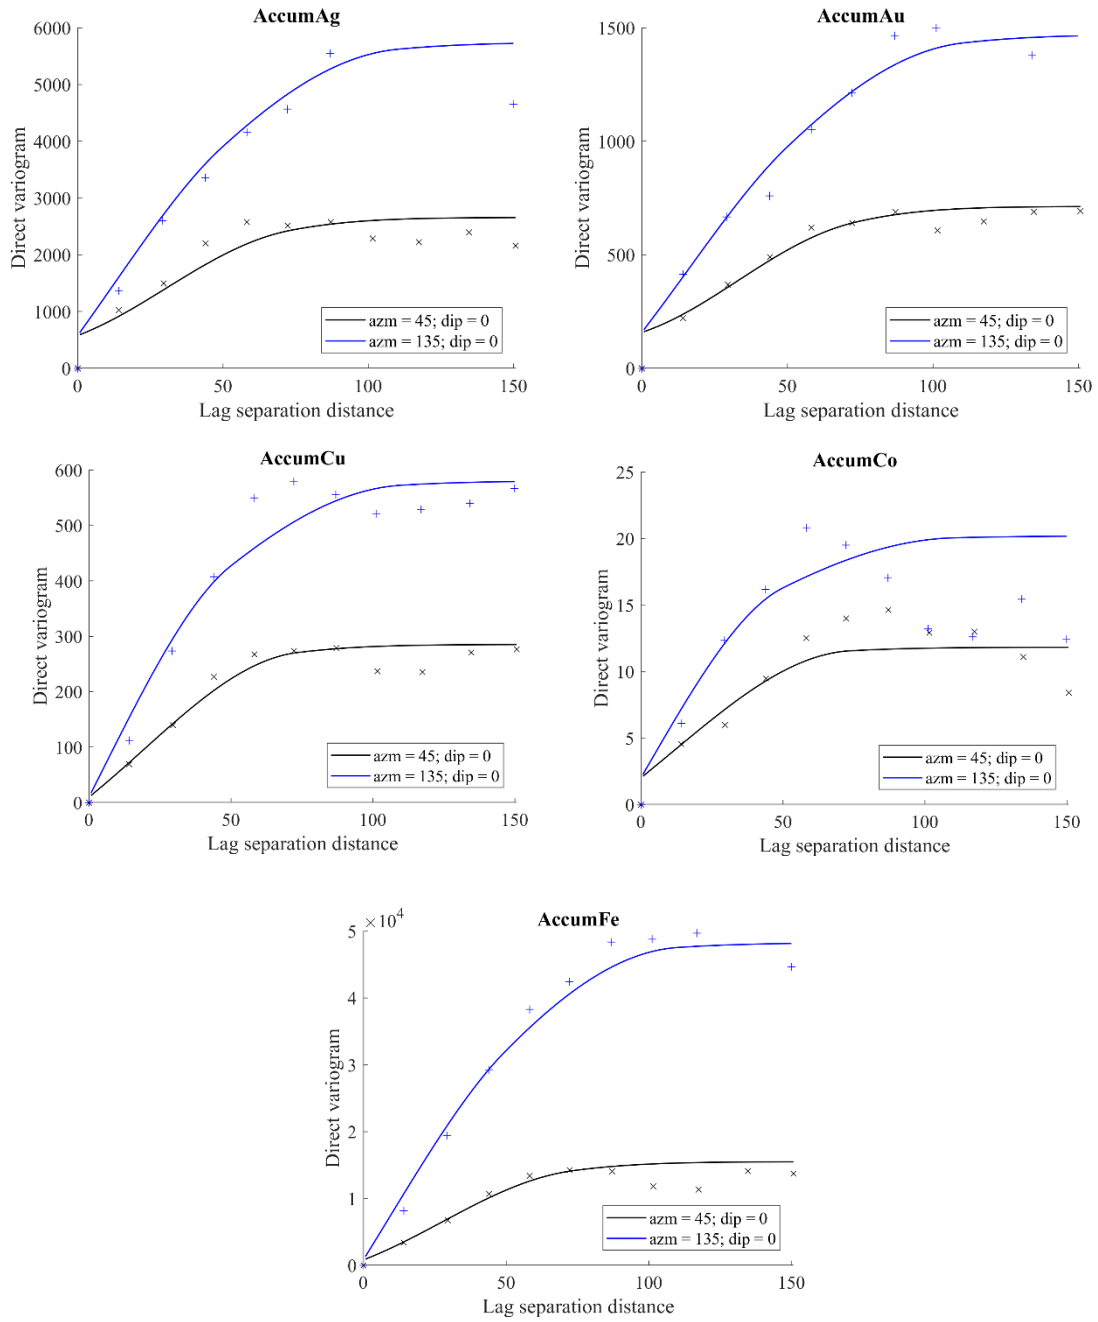 AccumAg
6000
5000
4000
3000
2000
1000
0
Direct variogram
azm = 45; dip = 0
azm = 135; dip = 0
0 50 100 150
Lag separation distance
AccumAu
1500
1000
500
0
Direct variogram
azm = 45; dip = 0
azm = 135; dip = 0
0 50 100 150
Lag separation distance
AccumCu
600
500
400
300
200
100
0
Direct variogram
azm = 45; dip = 0
azm = 135; dip = 0
0 50 100 150
Lag separation distance
AccumCo
25
20
15
10
5
0
Direct variogram
azm = 45; dip = 0
azm = 135; dip = 0
0 50 100 150
Lag separation distance
AccumFe
× 10^4
5
4
3
2
1
0
Direct variogram
azm = 45; dip = 0
azm = 135; dip = 0
0 50 100 150
Lag separation distance